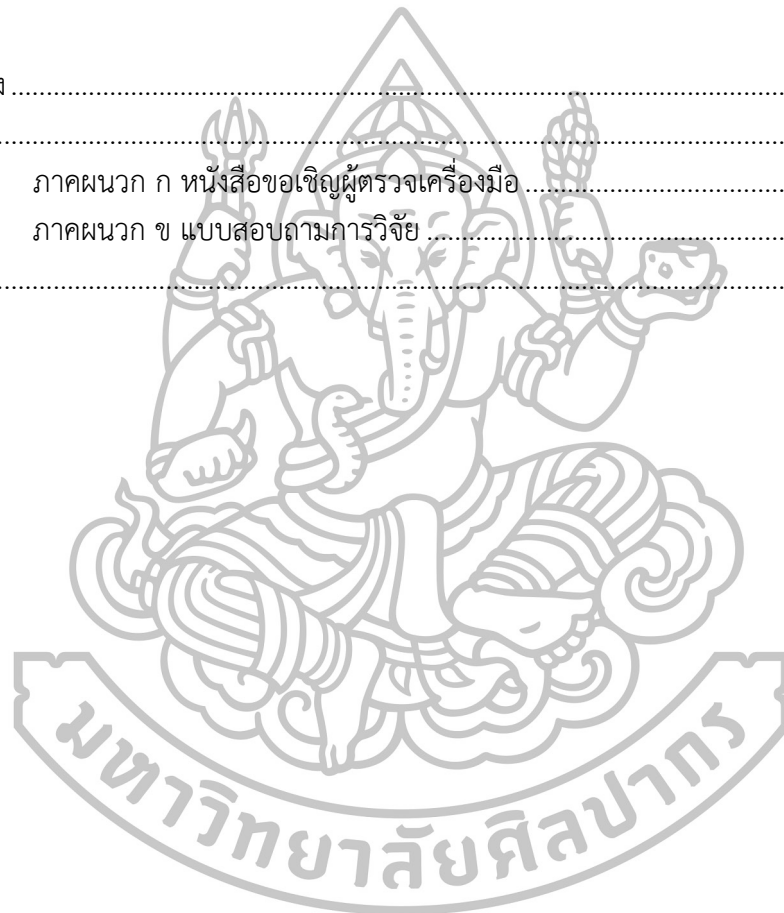 ................................................................................
................................................................................
ภาคผนวก ก หนังสือขอเชิญผู้ตรวจเครื่องมือ ................................
ภาคผนวก ข แบบสอบถามการวิจัย ................................................
................................................................................
มหาวิทยาลัยศิลปากร